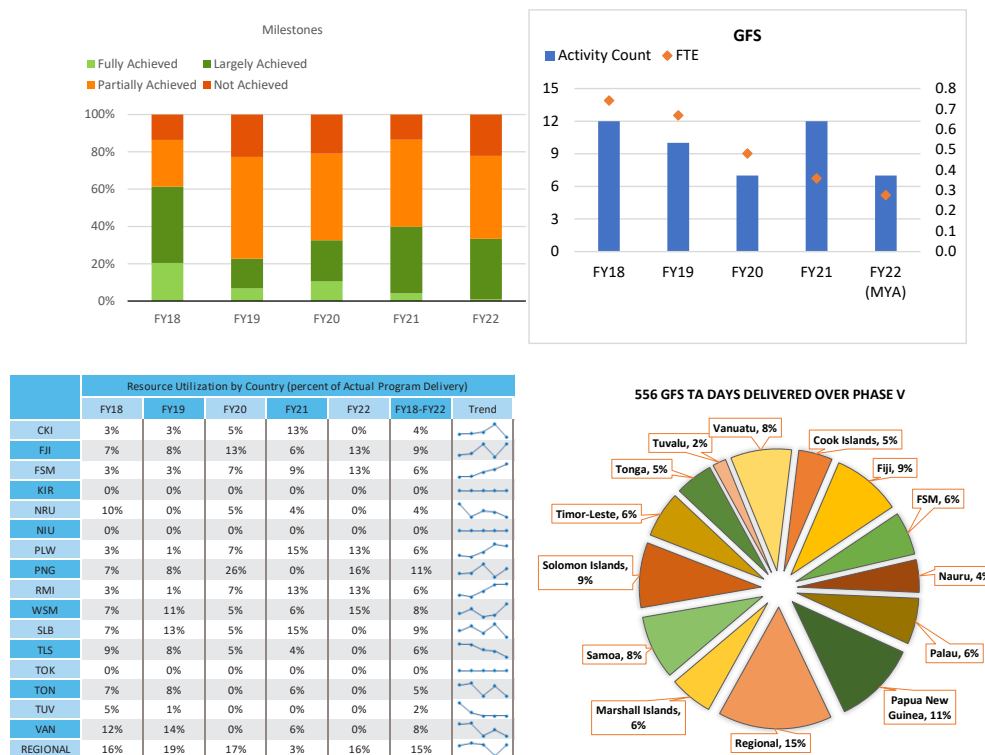 Milestones
Fully Achieved Largely Achieved
Partially Achieved Not Achieved
100%
80%
60%
40%
20%
0%
FY18 FY19 FY20 FY21 FY22
GFS
Activity Count FTE
15 0.8
0.7
12 0.6
9 0.5
0.4
6 0.3
3 0.2
0.1
0 0.0
FY18 FY19 FY20 FY21 FY22
(MYA)
Resource Utilization by Country (percent of Actual Program Delivery)
FY18 FY19 FY20 FY21 FY22 FY18-FY22 Trend
CKI 3% 3% 5% 13% 0% 4%
FJI 7% 8% 13% 6% 13% 9%
FSM 3% 3% 7% 9% 13% 6%
KIR 0% 0% 0% 0% 0% 0%
NRU 10% 0% 5% 4% 0% 4%
NIU 0% 0% 0% 0% 0% 0%
PLW 3% 1% 7% 15% 13% 6%
PNG 7% 8% 26% 0% 16% 11%
RMI 3% 1% 7% 13% 13% 6%
WSM 7% 11% 5% 6% 15% 8%
SLB 7% 13% 5% 15% 0% 9%
TLS 9% 8% 5% 4% 0% 6%
TOK 0% 0% 0% 0% 0% 0%
TON 7% 8% 0% 6% 0% 5%
TUV 5% 1% 0% 0% 0% 2%
VAN 12% 14% 0% 6% 0% 8%
REGIONAL 16% 19% 17% 3% 16% 15%
556 GFS TA DAYS DELIVERED OVER PHASE V
Vanuatu, 8%
Cook Islands, 5%
Tuvalu, 2%
Fiji, 9%
Tonga, 5%
FSM, 6%
Timor-Leste, 6%
Solomon Islands,
9%
Nauru, 4%
Samoa, 8%
Palau, 6%
Marshall Islands,
6%
Papua New
Guinea, 11%
Regional, 15%